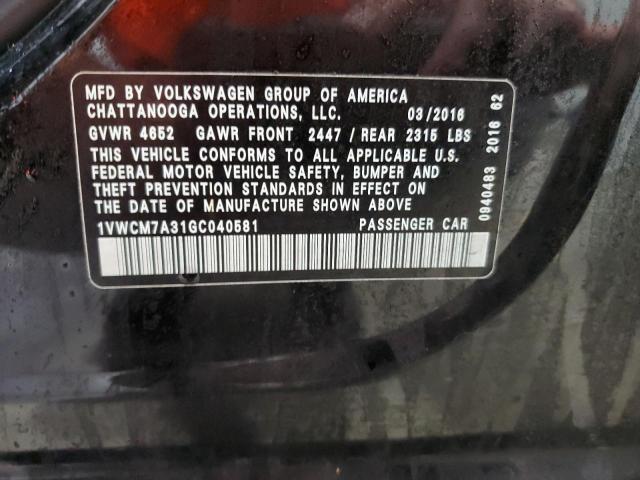 MFD BY VOLKSWAGEN GROUP OF AMERICA
CHATTANOOGA OPERATIONS, LLC. 03/2016
GVWR 4652 GAWR FRONT 2447 / REAR 2315 LBS
THIS VEHICLE CONFORMS TO ALL APPLICABLE U.S.
FEDERAL MOTOR VEHICLE SAFETY, BUMPER AND
THEFT PREVENTION STANDARDS IN EFFECT ON
THE DATE OF MANUFACTURE SHOWN ABOVE
1VWCM7A31GC040581 PASSENGER CAR
0940483 2016 62